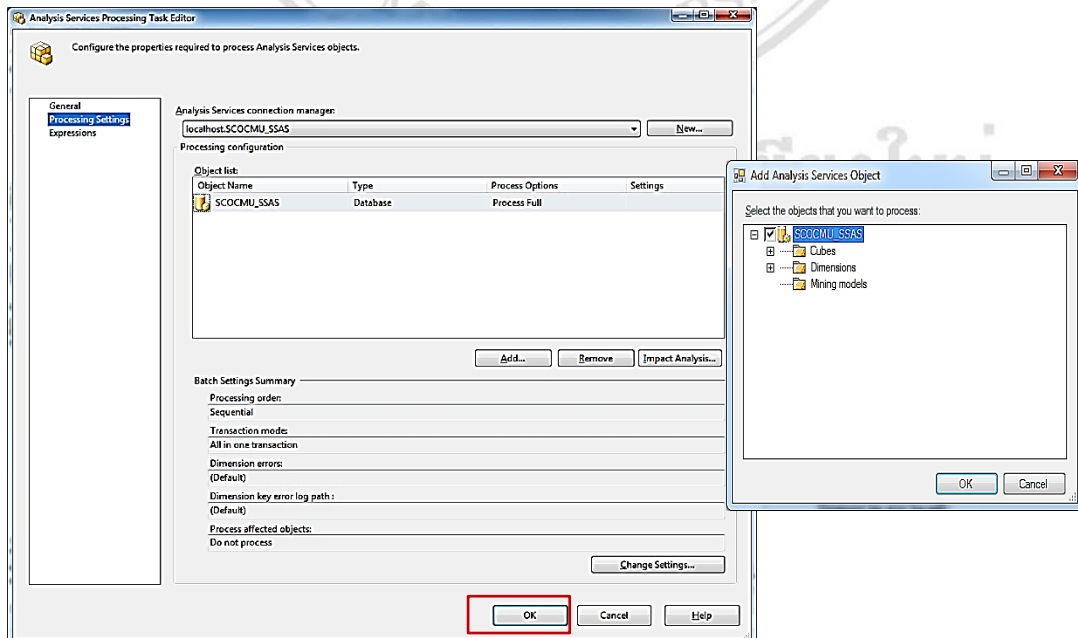 Analysis Services Processing Task Editor
Configure the properties required to process Analysis Services objects.
General
Processing Settings
Expressions
Analysis Services connection manager:
localhost.SCOCMU_SSAS
New...
Processing configuration
Object list:
Object Name Type Process Options Settings
SCOCMU_SSAS Database Process Full
Add... Remove Impact Analysis...
Batch Settings Summary
Processing order:
Sequential
Transaction mode:
All in one transaction
Dimension errors:
(Default)
Dimension key error log path :
(Default)
Process affected objects:
Do not process
Change Settings...
OK Cancel Help
Add Analysis Services Object
Select the objects that you want to process:
SCOCMU_SSAS
Cubes
Dimensions
Mining models
OK Cancel